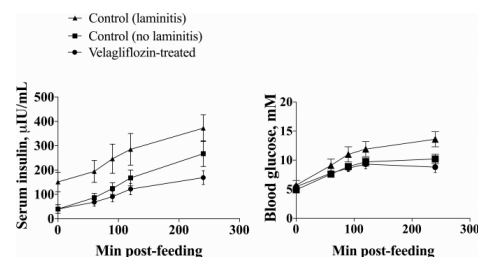 Control (laminitis)
Control (no laminitis)
Velagliflozin-treated
Serum insulin, µIU/mL
500
400
300
200
100
0
0
100
200
300
Min post-feeding
Blood glucose, mM
20
15
10
5
0
0
100
200
300
Min post-feeding